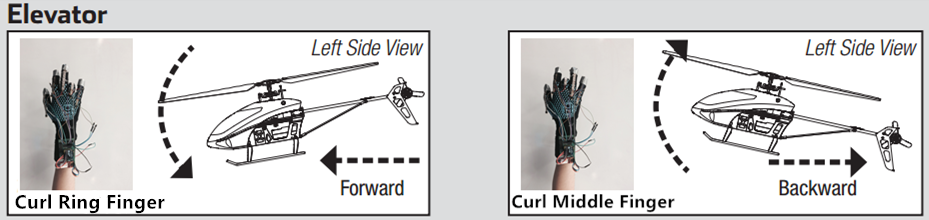 Elevator
Left Side View
Forward
Curl Ring Finger
Left Side View
Backward
Curl Middle Finger